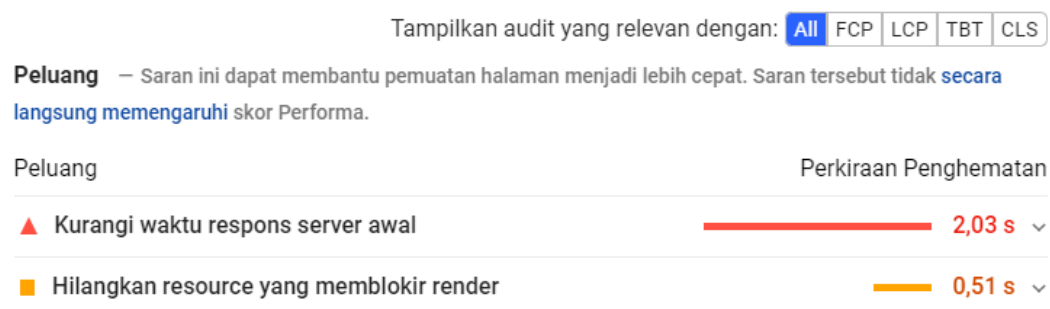 Tampilkan audit yang relevan dengan: All FCP LCP TBT CLS
Peluang — Saran ini dapat membantu pemuatan halaman menjadi lebih cepat. Saran tersebut tidak secara
langsung memengaruhi skor Performa.
Peluang Perkiraan Penghematan
Kurangi waktu respons server awal 2,03 s
Hilangkan resource yang memblokir render 0,51 s